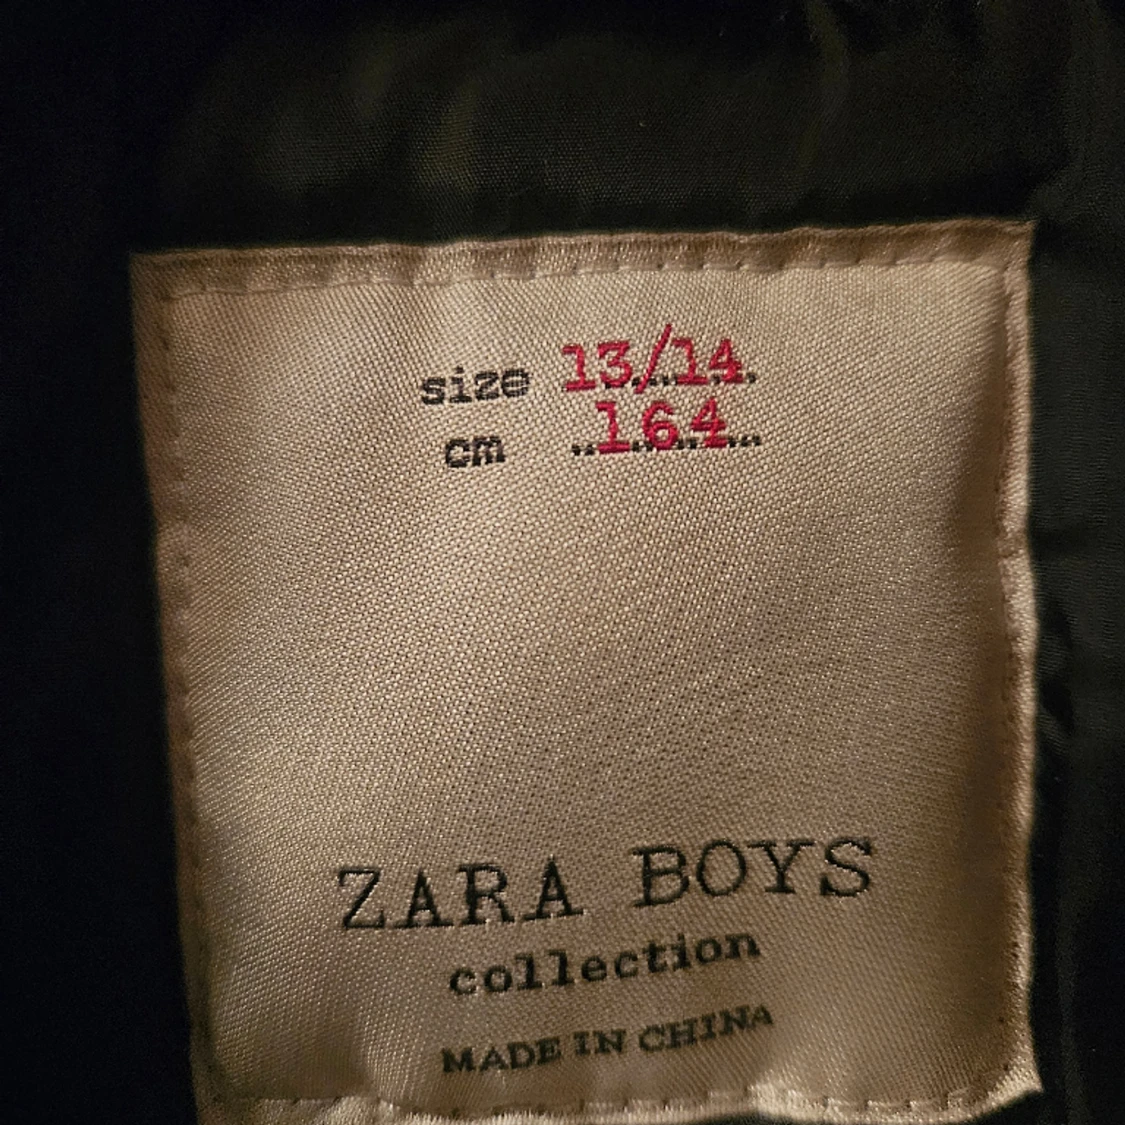 size 13/14
cm 164
ZARA BOYS
collection
MADE IN CHINA